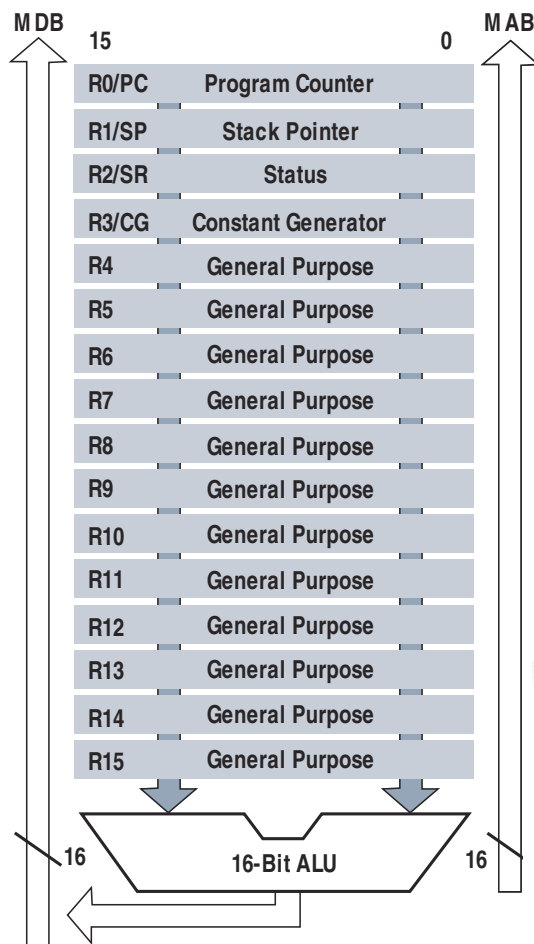 MDB 15 0 MAB
R0/PC Program Counter
R1/SP Stack Pointer
R2/SR Status
R3/CG Constant Generator
R4 General Purpose
R5 General Purpose
R6 General Purpose
R7 General Purpose
R8 General Purpose
R9 General Purpose
R10 General Purpose
R11 General Purpose
R12 General Purpose
R13 General Purpose
R14 General Purpose
R15 General Purpose
16 16-Bit ALU 16